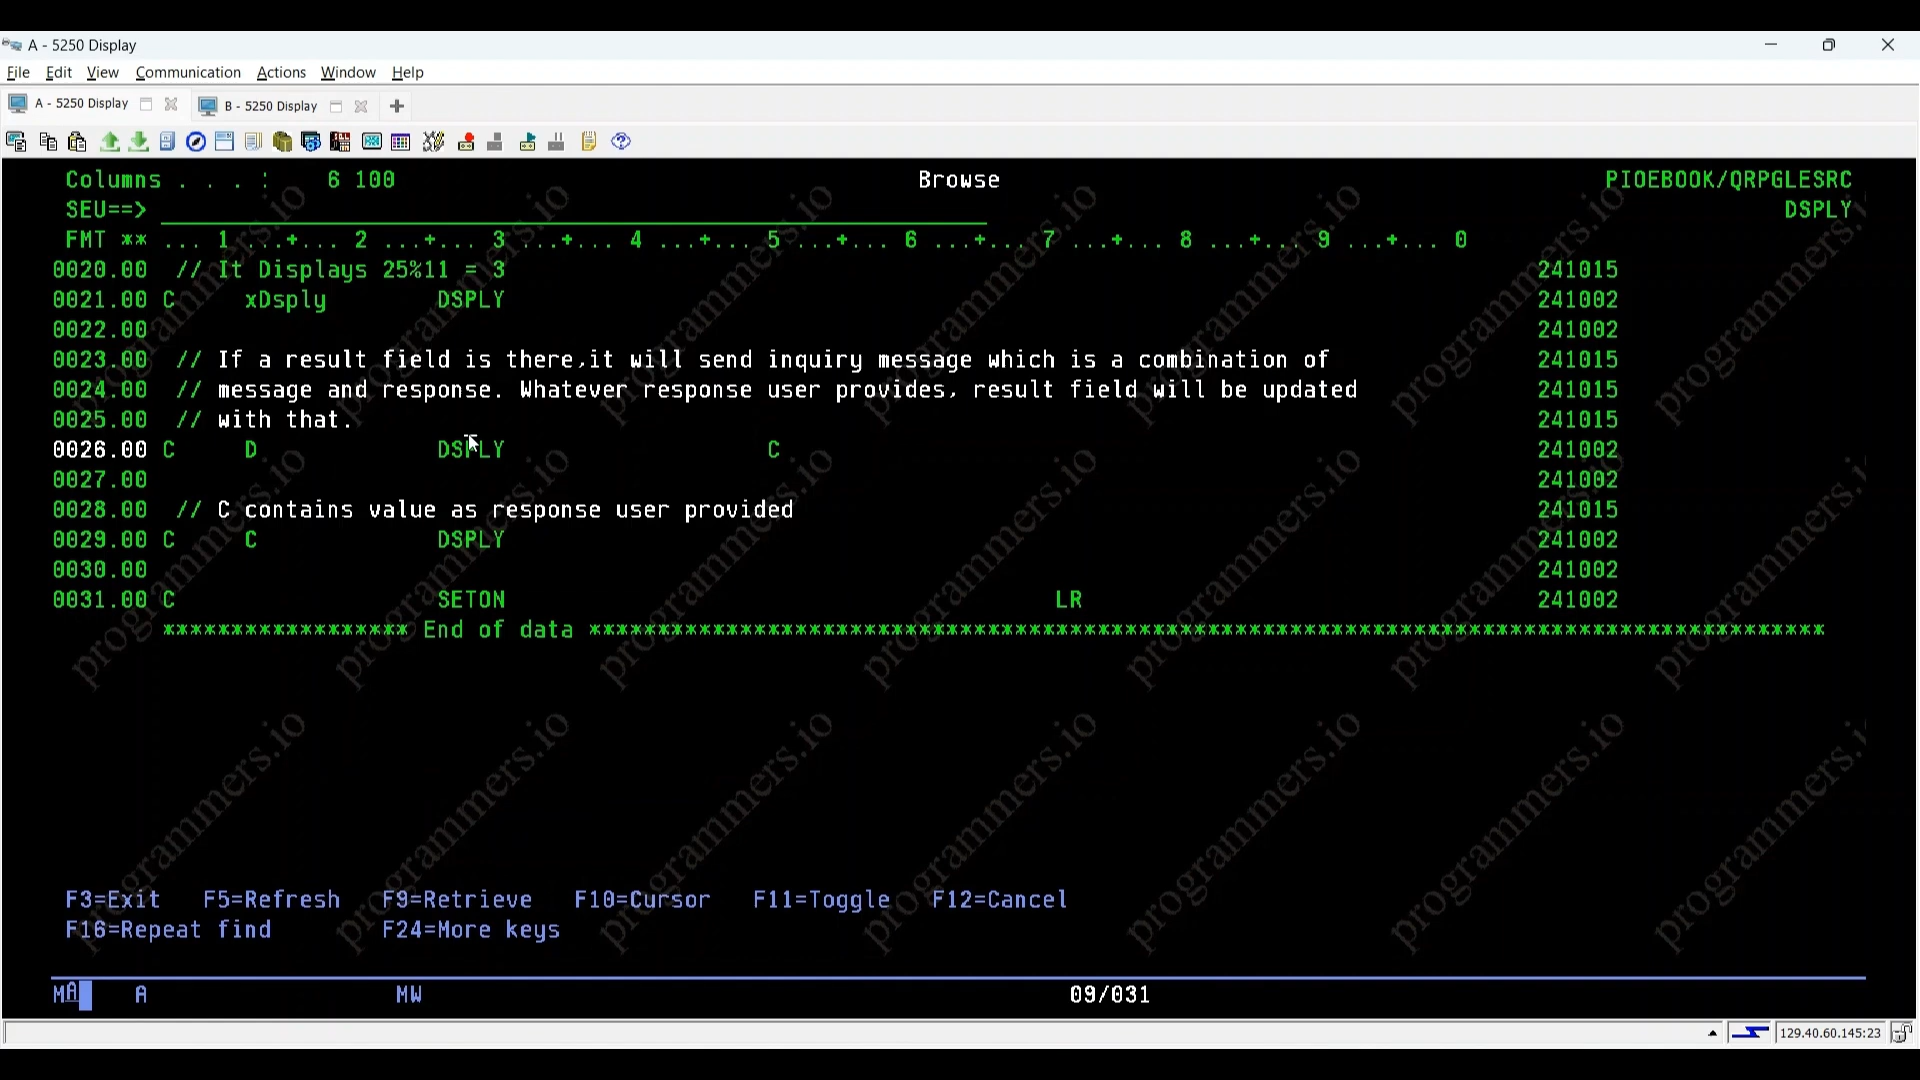 A - 5250 Display
File Edit View Communication Actions Window Help
A - 5250 Display B - 5250 Display
Columns . . . : 6 100 Browse PIOEBOOK/QRPGLESRC
SEU==> DSPLY
FMT ** ... 1 ...+... 2 ...+... 3 ...+... 4 ...+... 5 ...+... 6 ...+... 7 ...+... 8 ...+... 9 ...+... 0
0020.00 // It Displays 25%11 = 3 241015
0021.00 C xDsply DSPLY 241002
0022.00 241002
0023.00 // If a result field is there,it will send inquiry message which is a combination of 241015
0024.00 // message and response. Whatever response user provides, result field will be updated 241015
0025.00 // with that. 241015
0026.00 C D DSPLY C 241002
0027.00 241002
0028.00 // C contains value as response user provided 241015
0029.00 C C DSPLY 241002
0030.00 241002
0031.00 C SETON LR 241002
****************** End of data ******************************************************************************************
F3=Exit F5=Refresh F9=Retrieve F10=Cursor F11=Toggle F12=Cancel
F16=Repeat find F24=More keys
MA A MW 09/031
129.40.60.145:23
programmers.io